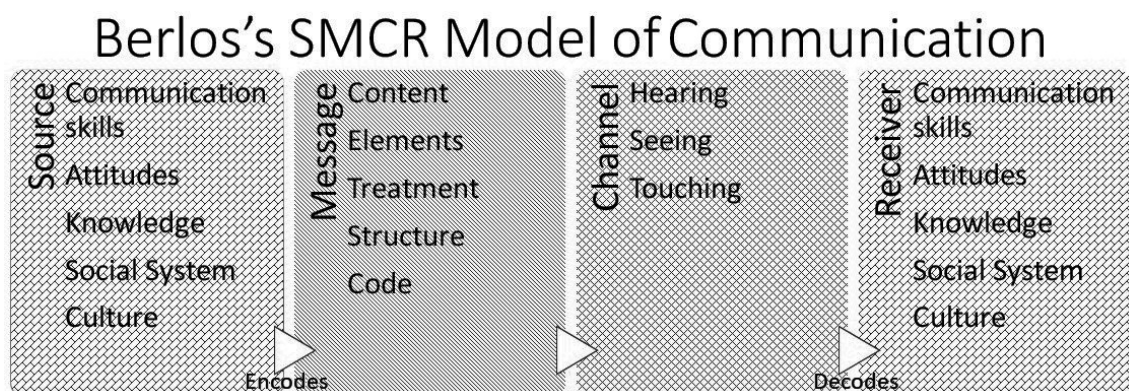 Berlos's SMCR Model of Communication
Source
Communication
skills
Attitudes
Knowledge
Social System
Culture
Encodes
Message
Content
Elements
Treatment
Structure
Code
Channel
Hearing
Seeing
Touching
Decodes
Receiver
Communication
skills
Attitudes
Knowledge
Social System
Culture